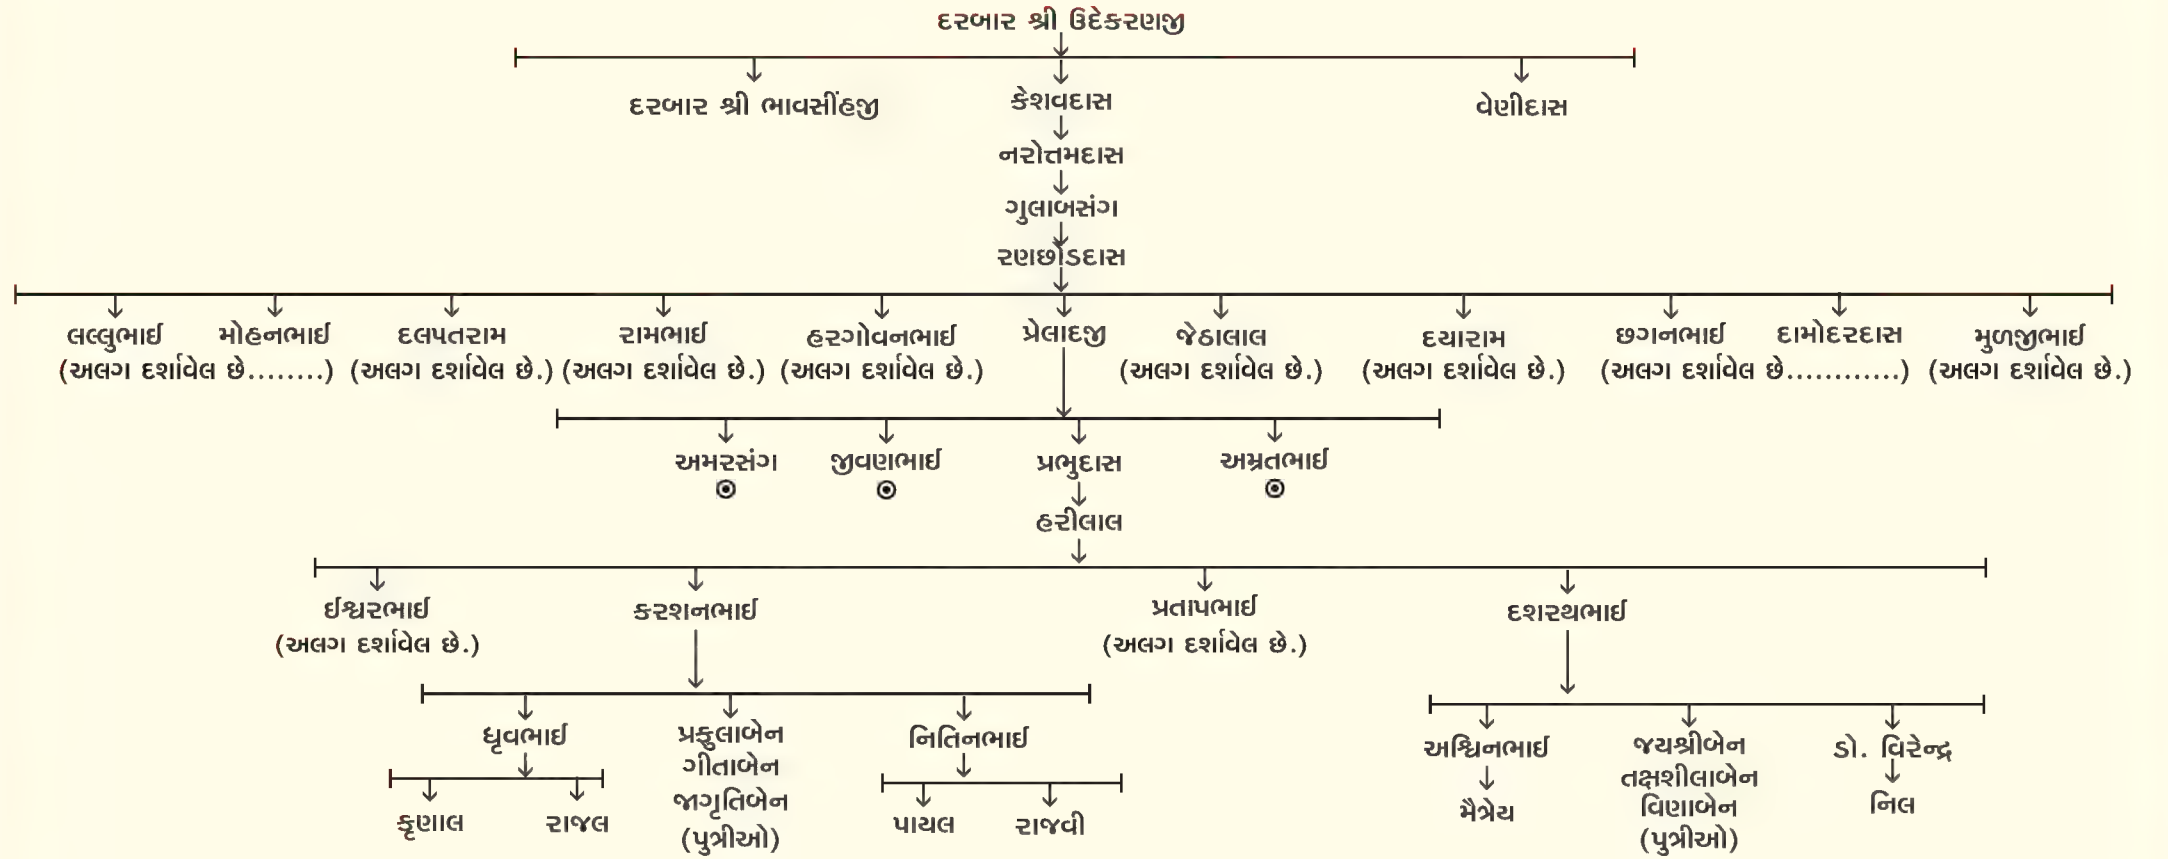 દરબાર શ્રી ઉદેકરણજી
દરબાર શ્રી ભાવસીંહજી કેશવદાસ વેણીદાસ
નરોત્તમદાસ
ગુલાબસંગ
રણછોડદાસ
લલ્લુભાઈ મોહનભાઈ દલપતરામ રામભાઈ હરગોવનભાઈ પ્રેલાદજી જેઠાલાલ દયારામ છગનભાઈ દામોદરદાસ મુળજીભાઈ
(અલગ દર્શાવેલ છે........) (અલગ દર્શાવેલ છે.) (અલગ દર્શાવેલ છે.) (અલગ દર્શાવેલ છે.) (અલગ દર્શાવેલ છે.) (અલગ દર્શાવેલ છે.) (અલગ દર્શાવેલ છે............) (અલગ દર્શાવેલ છે.)
અમરસંગ જીવણભાઈ પ્રભુદાસ અમ્રતભાઈ
હરીલાલ
ઈશ્વરભાઈ કરશનભાઈ પ્રતાપભાઈ દશરથભાઈ
(અલગ દર્શાવેલ છે.) (અલગ દર્શાવેલ છે.)
ધૃવભાઈ પ્રફુલાબેન નિતિનભાઈ અશ્વિનભાઈ જયશ્રીબેન ડો. વિરેન્દ્ર
ગીતાબેન તક્ષશીલાબેન
જાગૃતિબેન મૈત્રેય વિણાબેન નિલ
કૃણાલ રાજલ (પુત્રીઓ) પાયલ રાજવી (પુત્રીઓ)